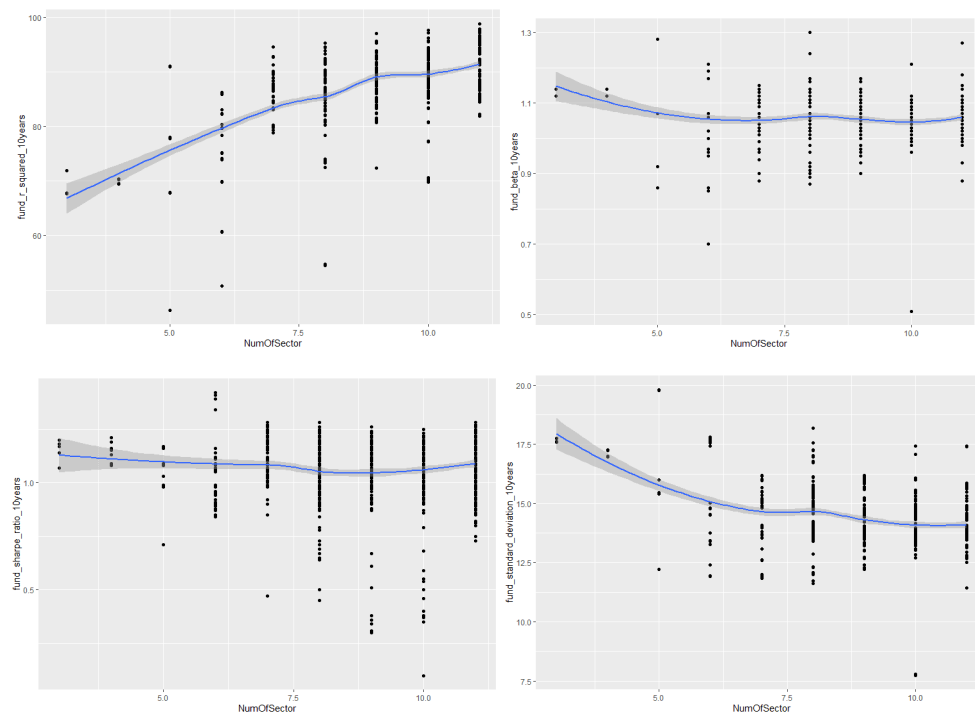 fund_r_squared_10years
100
80
60
5.0 7.5 10.0
NumOfSector
fund_beta_10years
1.3
1.1
0.9
0.7
0.5
5.0 7.5 10.0
NumOfSector
fund_sharpe_ratio_10years
1.0
0.5
5.0 7.5 10.0
NumOfSector
fund_standard_deviation_10years
20.0
17.5
15.0
12.5
10.0
7.5
5.0 7.5 10.0
NumOfSector